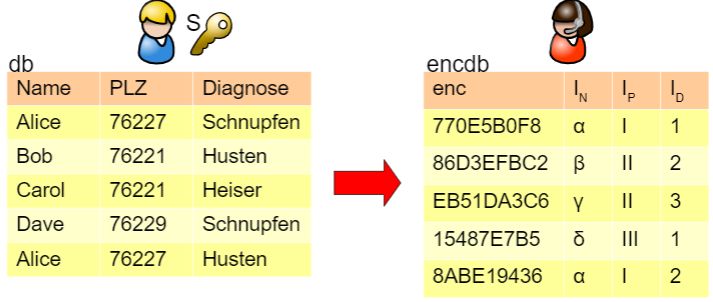 S
db
Name PLZ Diagnose
Alice 76227 Schnupfen
Bob 76221 Husten
Carol 76221 Heiser
Dave 76229 Schnupfen
Alice 76227 Husten
encdb
enc I_N I_P I_D
770E5B0F8 α I 1
86D3EFBC2 β II 2
EB51DA3C6 γ II 3
15487E7B5 δ III 1
8ABE19436 α I 2